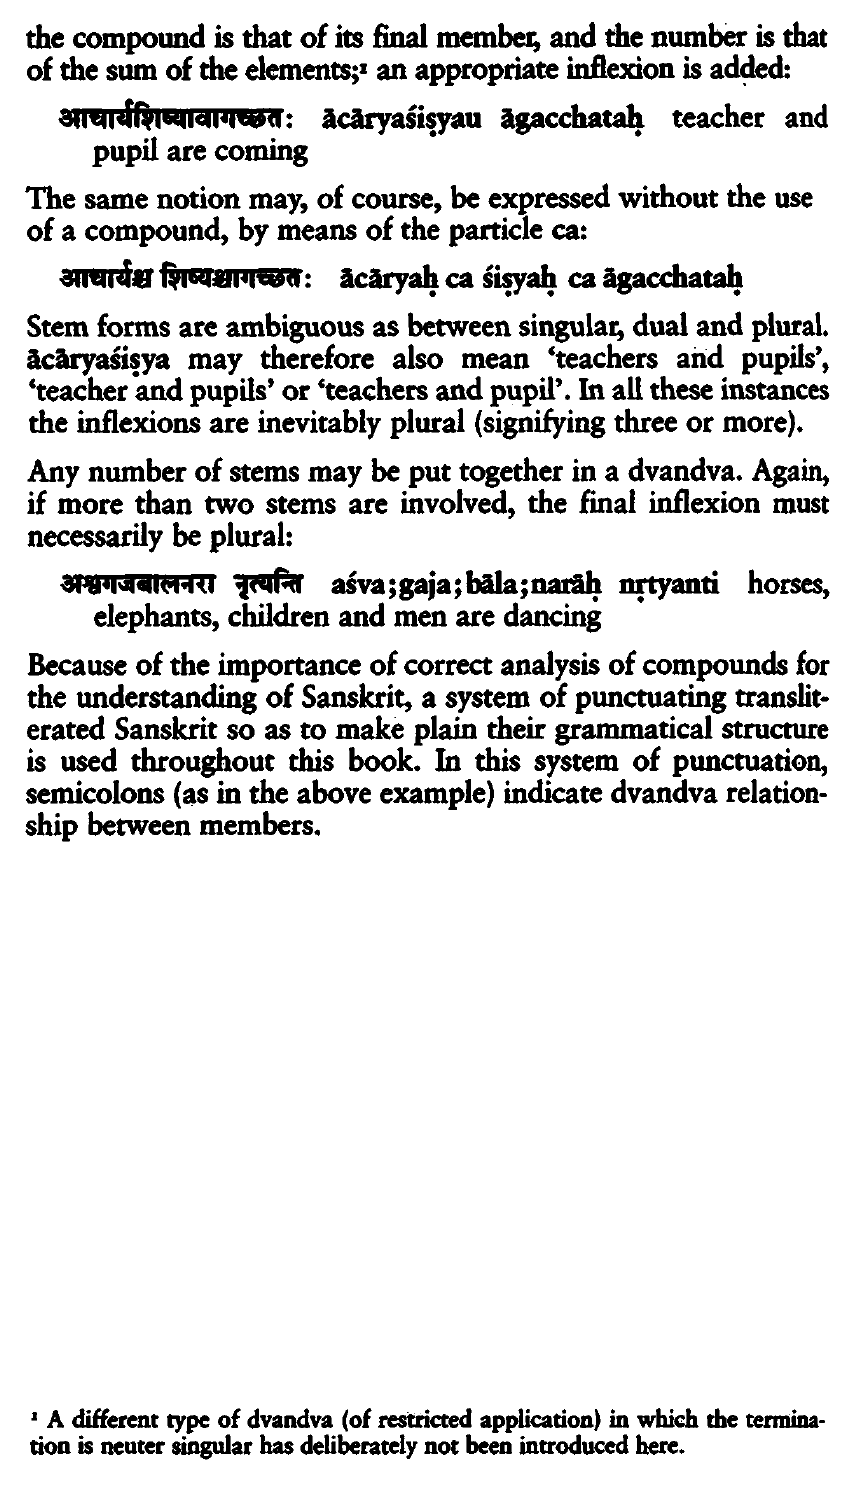 the compound is that of its final member, and the number is that
of the sum of the elements;¹ an appropriate inflexion is added:
आचार्यशिष्यावागच्छत: ācāryaśiṣyau āgacchataḥ teacher and
pupil are coming
The same notion may, of course, be expressed without the use
of a compound, by means of the particle ca:
आचार्यश्च शिष्यश्चागच्छत: ācāryaḥ ca śiṣyaḥ ca āgacchataḥ
Stem forms are ambiguous as between singular, dual and plural.
ācāryaśiṣya may therefore also mean ‘teachers and pupils’,
‘teacher and pupils’ or ‘teachers and pupil’. In all these instances
the inflexions are inevitably plural (signifying three or more).
Any number of stems may be put together in a dvandva. Again,
if more than two stems are involved, the final inflexion must
necessarily be plural:
अश्वगजबालनरा नृत्यन्ति aśva;gaja;bāla;narāḥ nṛtyanti horses,
elephants, children and men are dancing
Because of the importance of correct analysis of compounds for
the understanding of Sanskrit, a system of punctuating translit-
erated Sanskrit so as to make plain their grammatical structure
is used throughout this book. In this system of punctuation,
semicolons (as in the above example) indicate dvandva relation-
ship between members.
¹ A different type of dvandva (of restricted application) in which the termina-
tion is neuter singular has deliberately not been introduced here.